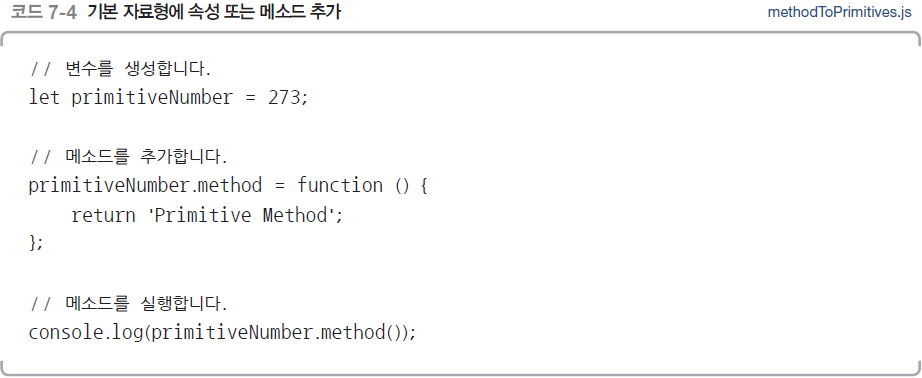 코드 7-4 기본 자료형에 속성 또는 메소드 추가 methodToPrimitives.js
// 변수를 생성합니다.
let primitiveNumber = 273;
// 메소드를 추가합니다.
primitiveNumber.method = function () {
    return 'Primitive Method';
};
// 메소드를 실행합니다.
console.log(primitiveNumber.method());